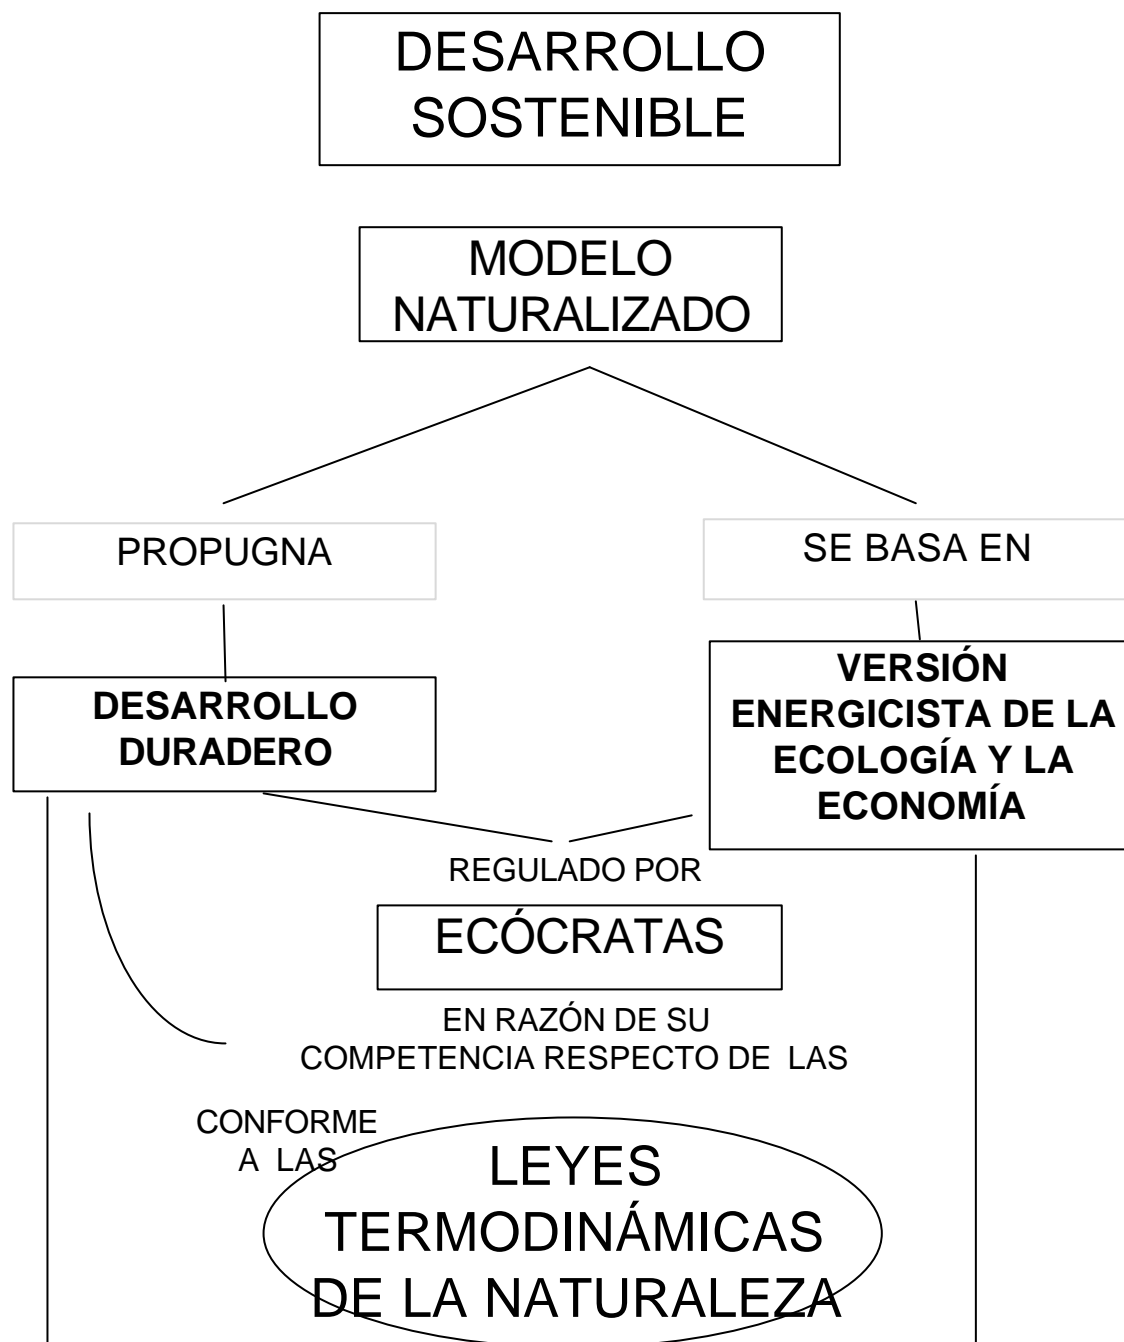 DESARROLLO
SOSTENIBLE
MODELO
NATURALIZADO
PROPUGNA
SE BASA EN
DESARROLLO
DURADERO
VERSIÓN
ENERGICISTA DE LA
ECOLOGÍA Y LA
ECONOMÍA
REGULADO POR
ECÓCRATAS
EN RAZÓN DE SU
COMPETENCIA RESPECTO DE LAS
CONFORME
A LAS
LEYES
TERMODINÁMICAS
DE LA NATURALEZA